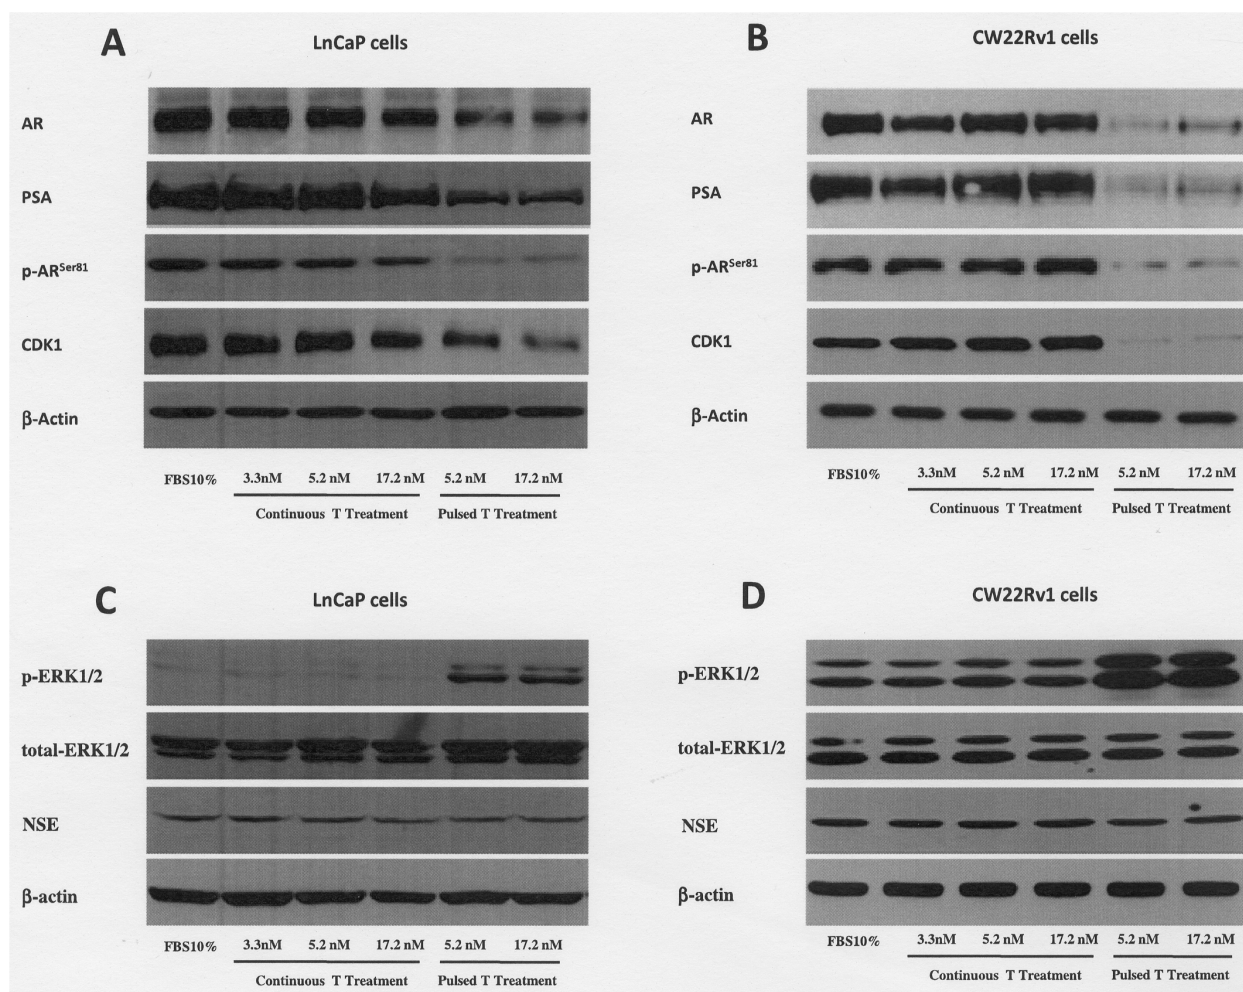 A
LnCaP cells
AR
PSA
p-ARSer81
CDK1
β-Actin
FBS10% 3.3nM 5.2 nM 17.2 nM 5.2 nM 17.2 nM
Continuous T Treatment Pulsed T Treatment
B
CW22Rv1 cells
AR
PSA
p-ARSer81
CDK1
β-Actin
FBS10% 3.3nM 5.2 nM 17.2 nM 5.2 nM 17.2 nM
Continuous T Treatment Pulsed T Treatment
C
LnCaP cells
p-ERK1/2
total-ERK1/2
NSE
β-actin
FBS10% 3.3nM 5.2 nM 17.2 nM 5.2 nM 17.2 nM
Continuous T Treatment Pulsed T Treatment
D
CW22Rv1 cells
p-ERK1/2
total-ERK1/2
NSE
β-actin
FBS10% 3.3nM 5.2 nM 17.2 nM 5.2 nM 17.2 nM
Continuous T Treatment Pulsed T Treatment